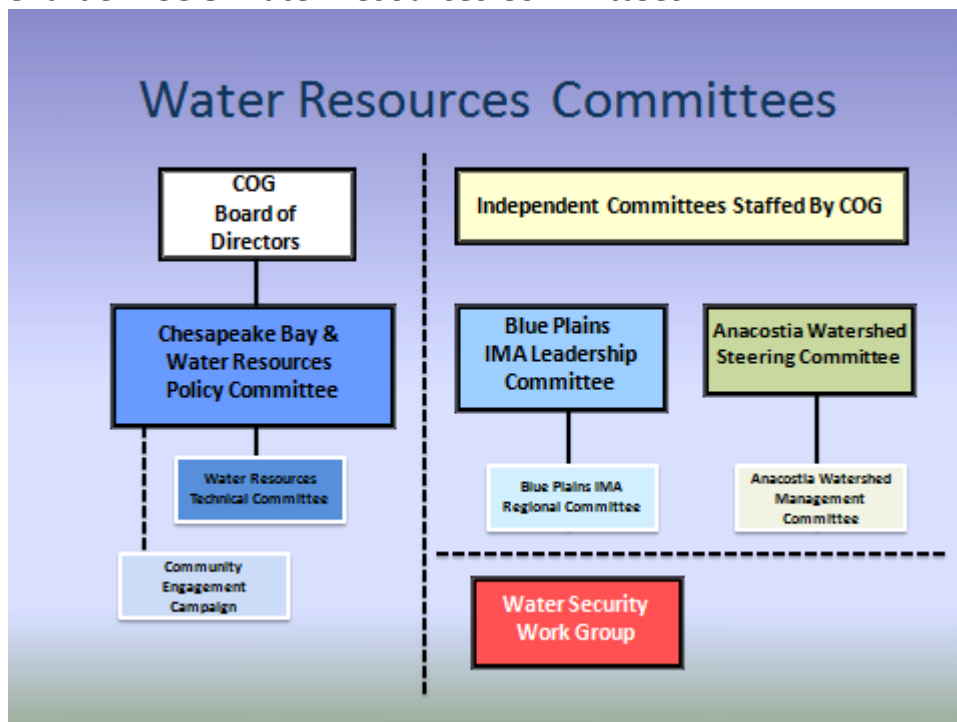 Water Resources Committees
COG
Board of
Directors
Independent Committees Staffed By COG
Chesapeake Bay &
Water Resources
Policy Committee
Blue Plains
IMA Leadership
Committee
Anacostia Watershed
Steering Committee
Water Resources
Technical Committee
Blue Plains IMA
Regional Committee
Anacostia Watershed
Management
Committee
Community
Engagement
Campaign
Water Security
Work Group